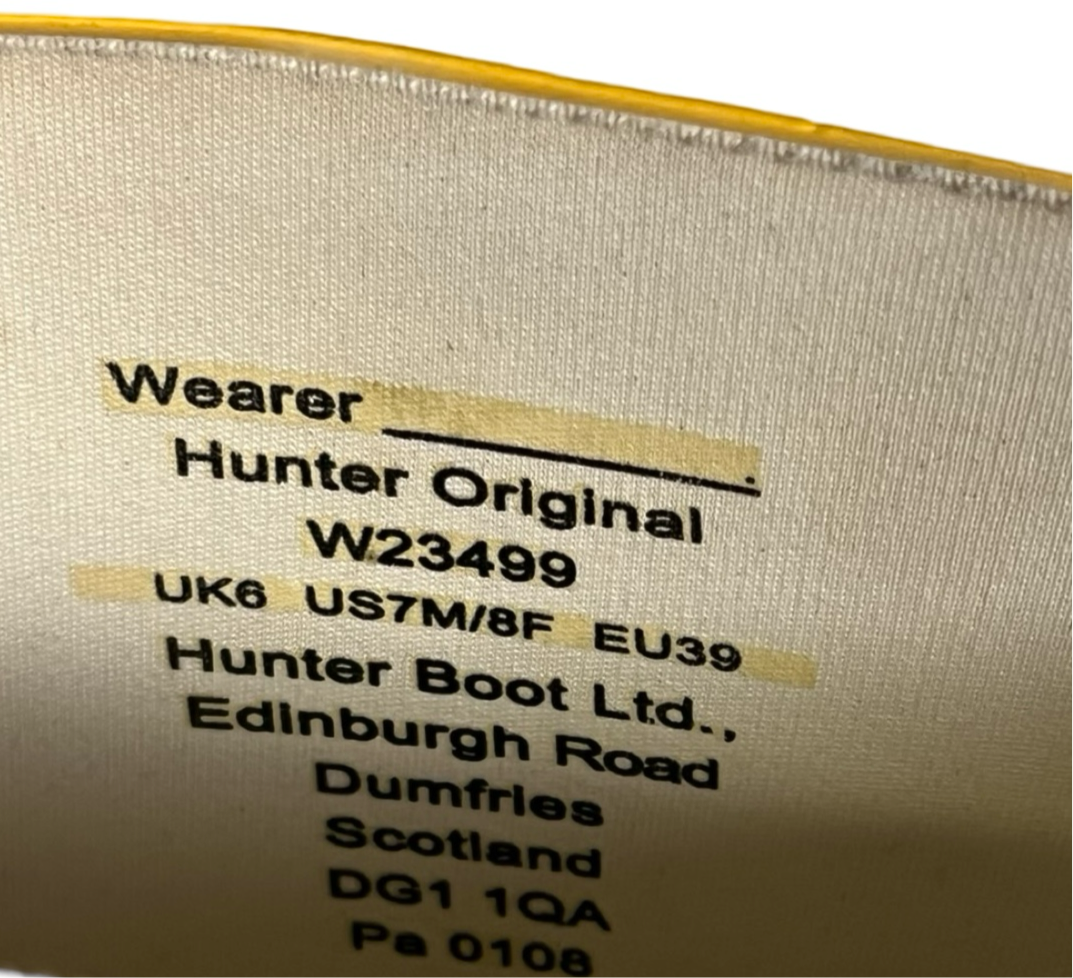 Wearer ________.
Hunter Original
W23499
UK6 US7M/8F EU39
Hunter Boot Ltd.,
Edinburgh Road
Dumfries
Scotland
DG1 1QA
Pa 0108